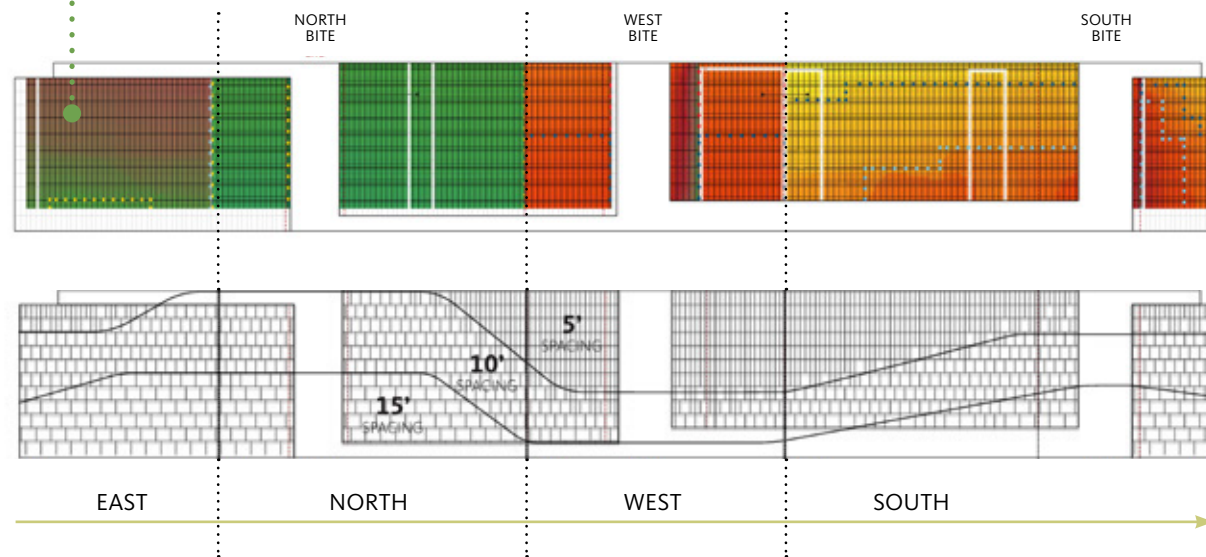 NORTH
BITE
WEST
BITE
SOUTH
BITE
5'
SPACING
10'
SPACING
15'
SPACING
EAST
NORTH
WEST
SOUTH